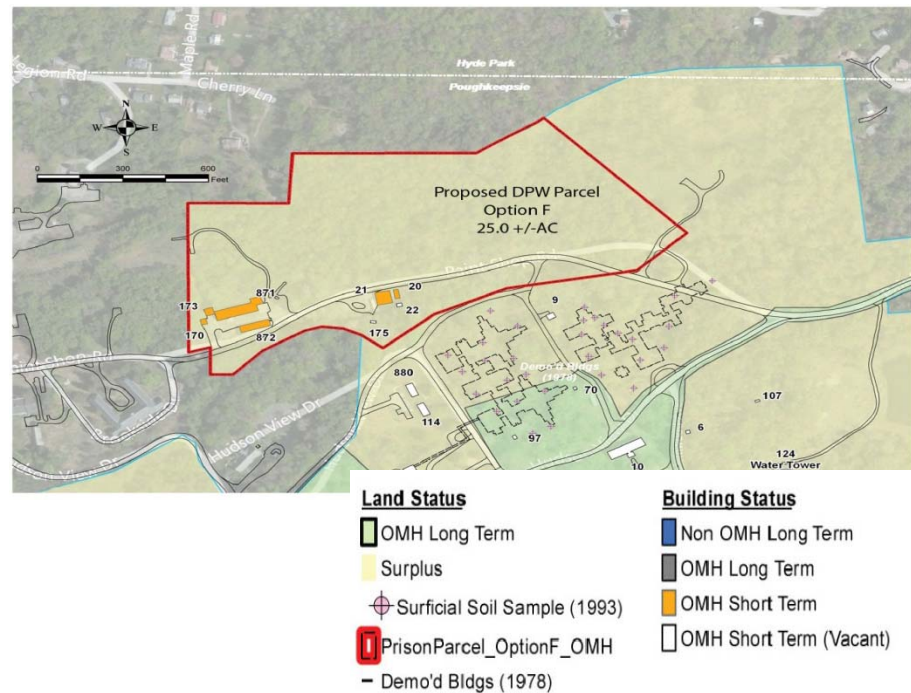 Maple Rd
Hyde Park
Cherry Ln
Poughkeepsie
N
W E
S
0 300 600
Feet
Proposed DPW Parcel
Option F
25.0 +/-AC
871
21
20
173
22
9
170
872
175
Demo'd Bldgs
(1978)
880
70
107
Hudson View Dr
114
97
6
10
124
Water Tower
Land Status
OMH Long Term
Surplus
Surficial Soil Sample (1993)
PrisonParcel_OptionF_OMH
Demo'd Bldgs (1978)
Building Status
Non OMH Long Term
OMH Long Term
OMH Short Term
OMH Short Term (Vacant)